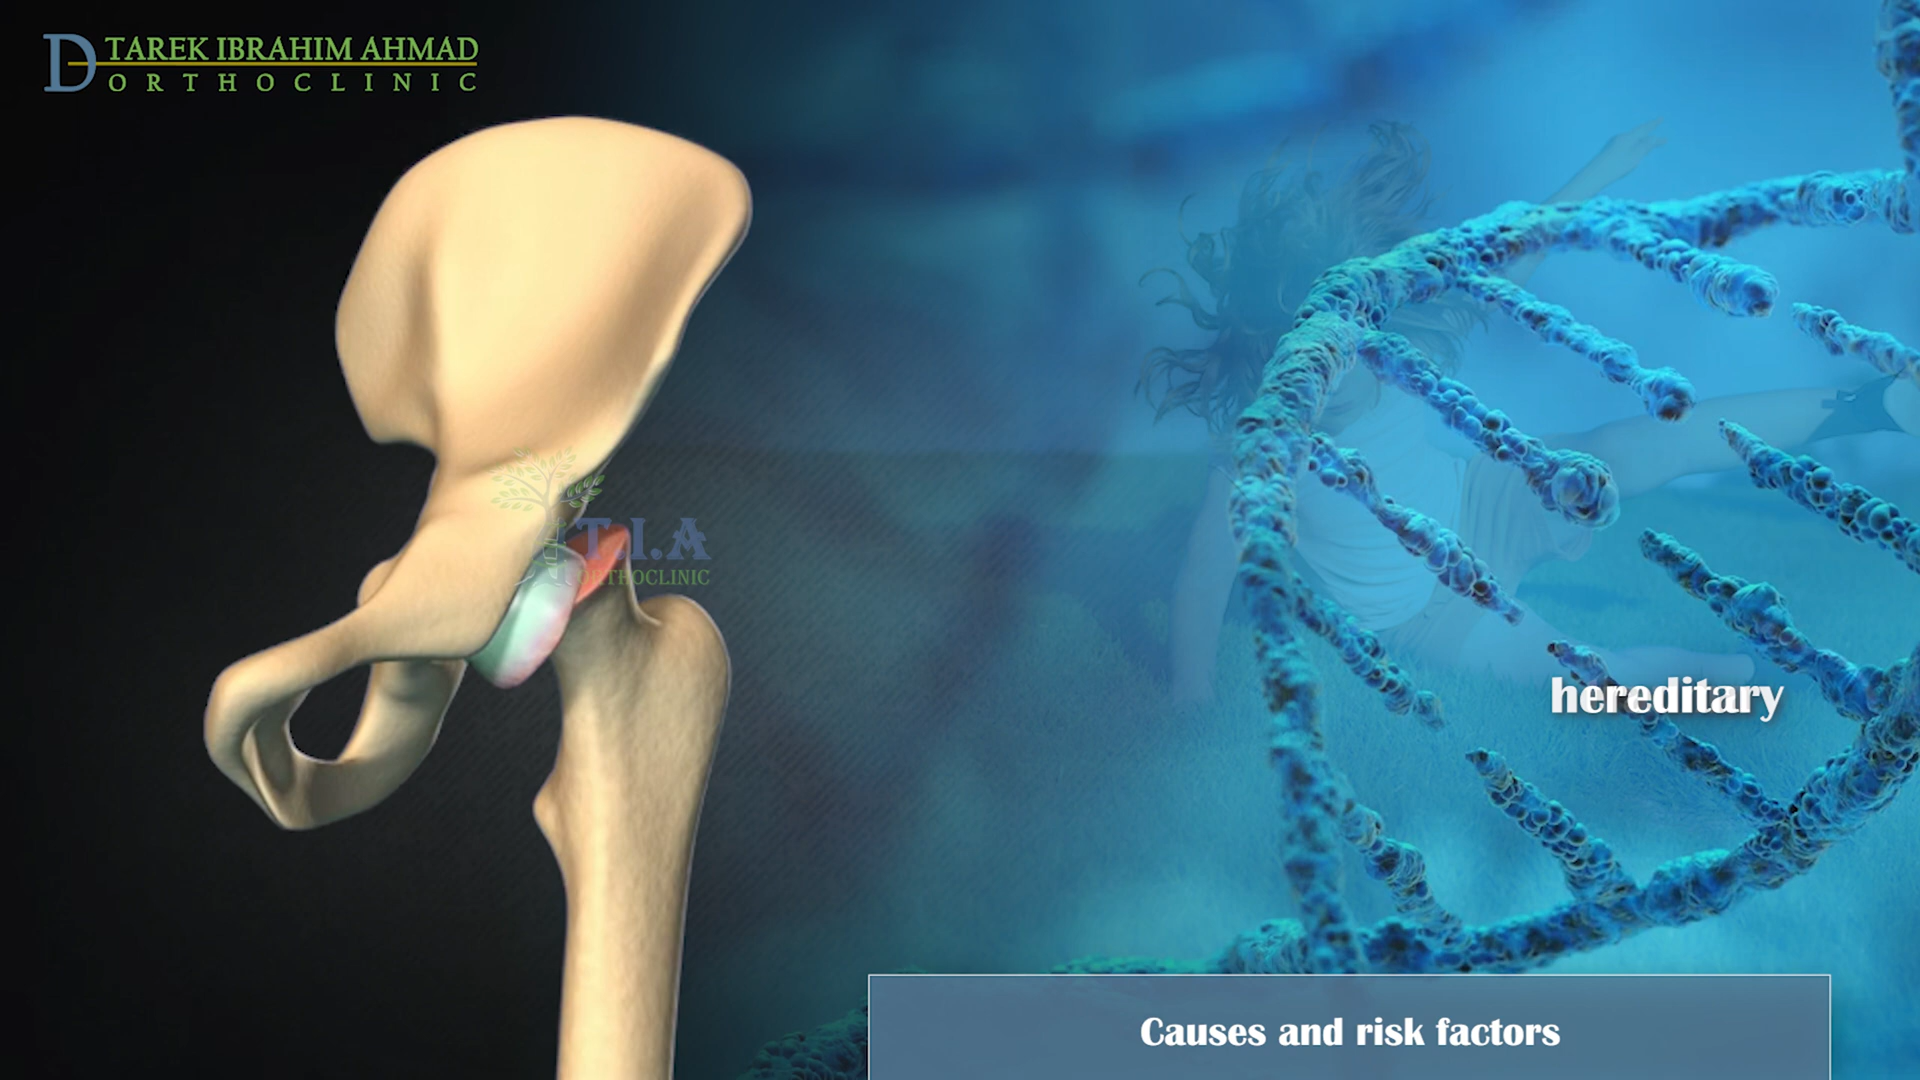 D TAREK IBRAHIM AHMAD
ORTHOCLINIC
T.I.A
ORTHOCLINIC
hereditary
Causes and risk factors